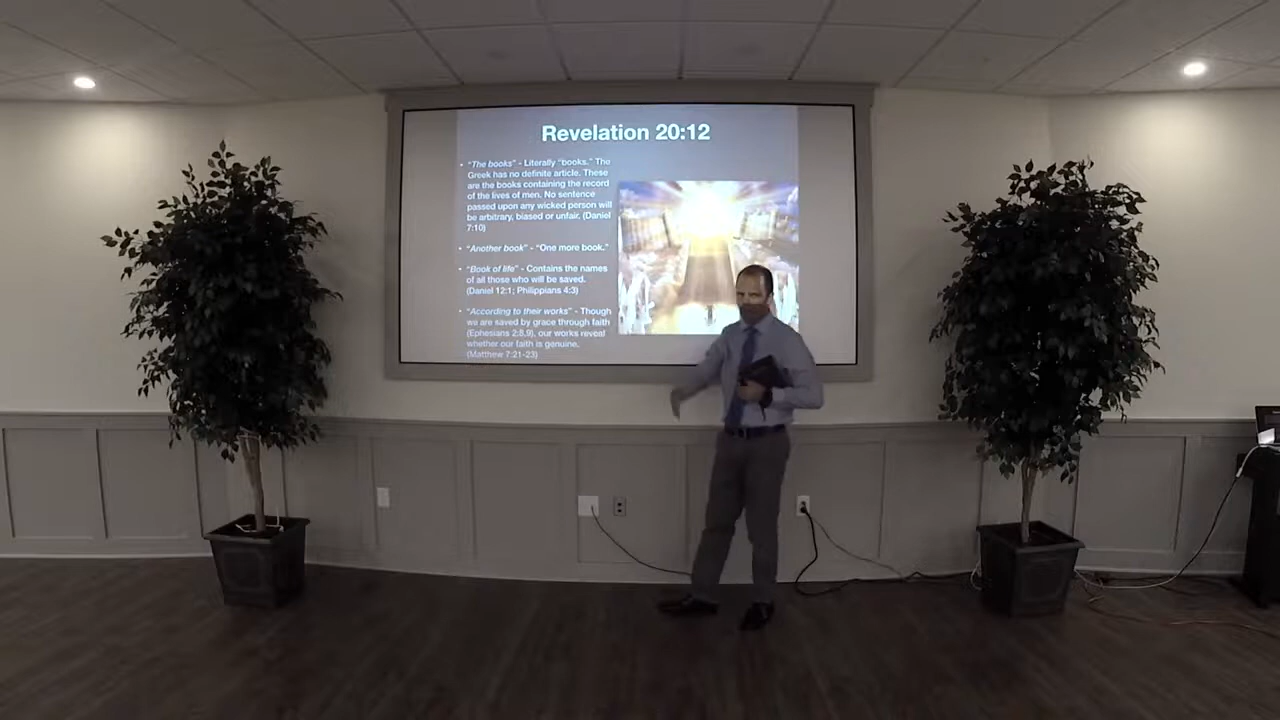 Revelation 20:12
• "The books" - Literally "books." The
Greek has no definite article. These
are the books containing the record
of the lives of men. No sentence
passed upon any wicked person will
be arbitrary, biased or unfair. (Daniel
7:10)
• "Another book" - "One more book."
• "Book of life" - Contains the names
of all those who will be saved.
(Daniel 12:1; Philippians 4:3)
• "According to their works" - Though
we are saved by grace through faith
(Ephesians 2:8,9), our works reveal
whether our faith is genuine.
(Matthew 7:21-23)